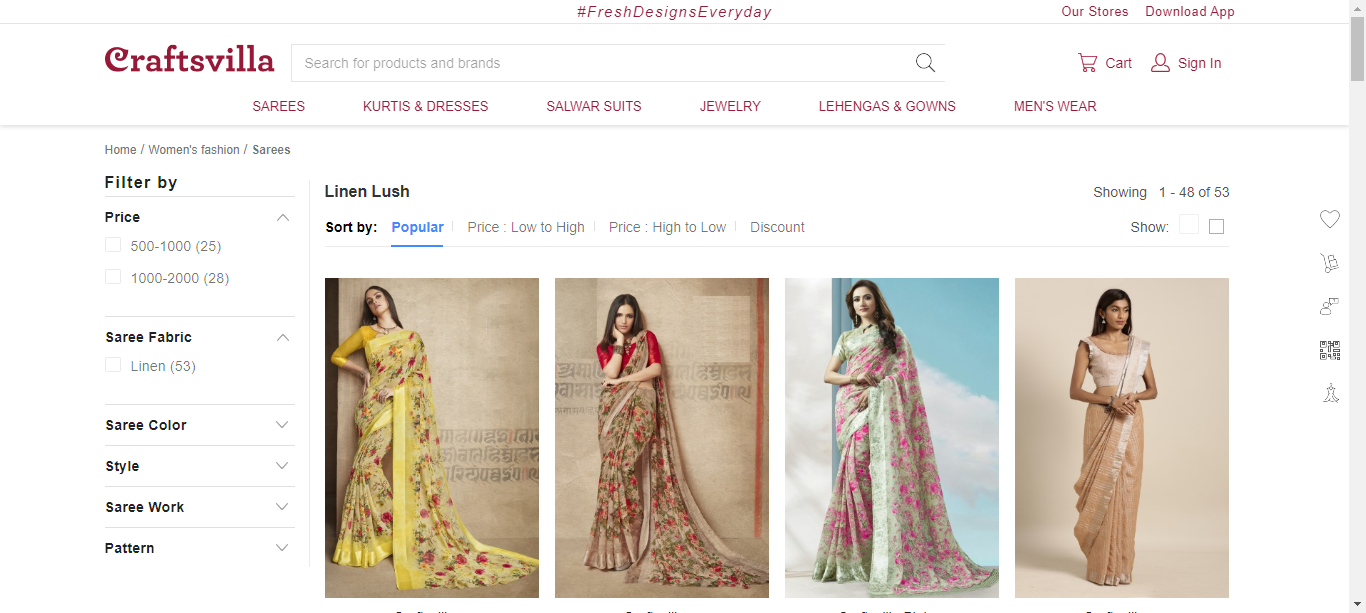 #FreshDesignsEveryday
Our Stores Download App
Craftsvilla
Search for products and brands
Cart Sign In
SAREES KURTIS & DRESSES SALWAR SUITS JEWELRY LEHENGAS & GOWNS MEN'S WEAR
Home / Women's fashion / Sarees
Filter by
Price
500-1000 (25)
1000-2000 (28)
Saree Fabric
Linen (53)
Saree Color
Style
Saree Work
Pattern
Linen Lush
Showing 1 - 48 of 53
Sort by: Popular Price : Low to High Price : High to Low Discount
Show: